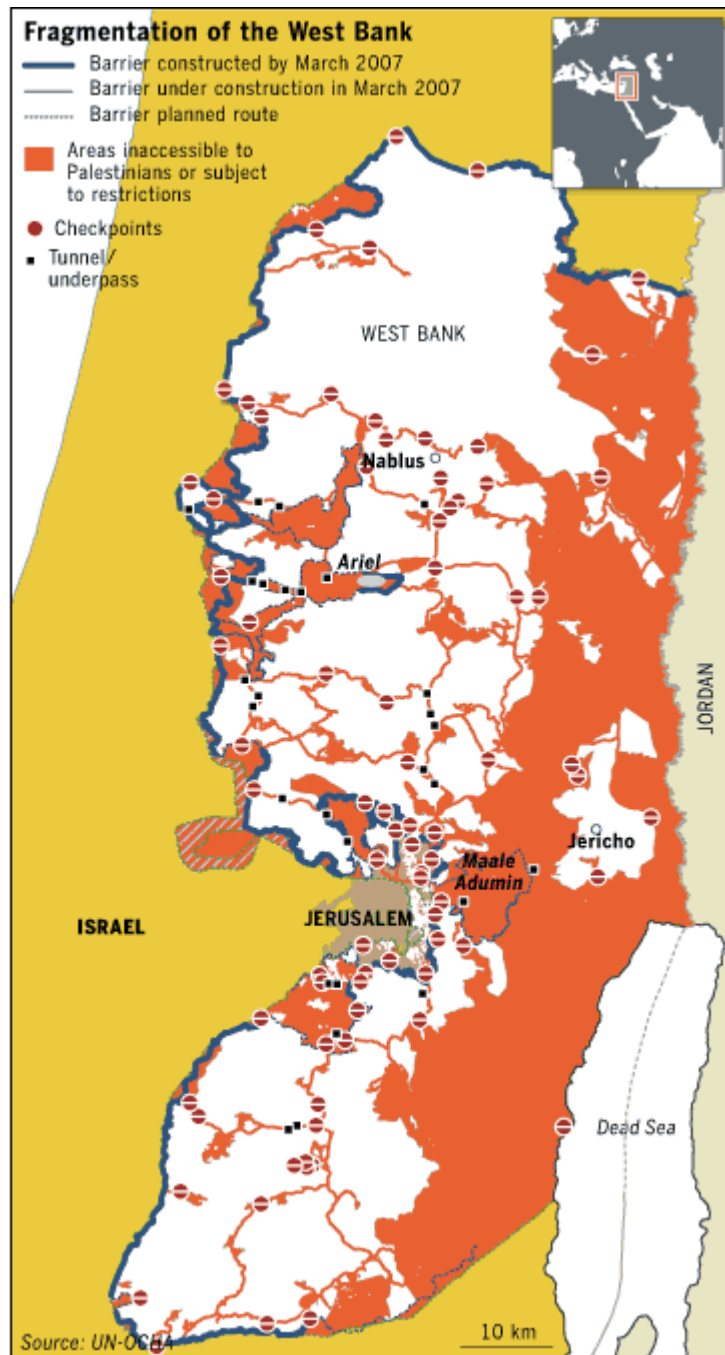 Fragmentation of the West Bank
Barrier constructed by March 2007
Barrier under construction in March 2007
Barrier planned route
Areas inaccessible to
Palestinians or subject
to restrictions
Checkpoints
Tunnel/
underpass
WEST BANK
Nablus
Ariel
JORDAN
Jericho
Maale
Adumin
ISRAEL
JERUSALEM
Dead Sea
10 km
Source: UN-OCHA